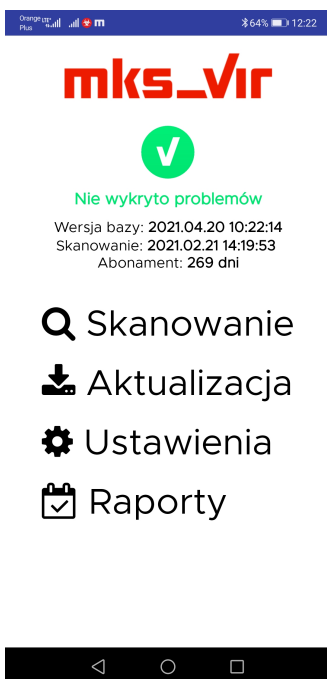 Orange LTE 64% 12:22
Plus m
mks_vir
Nie wykryto problemów
Wersja bazy: 2021.04.20 10:22:14
Skanowanie: 2021.02.21 14:19:53
Abonament: 269 dni
Skanowanie
Aktualizacja
Ustawienia
Raporty